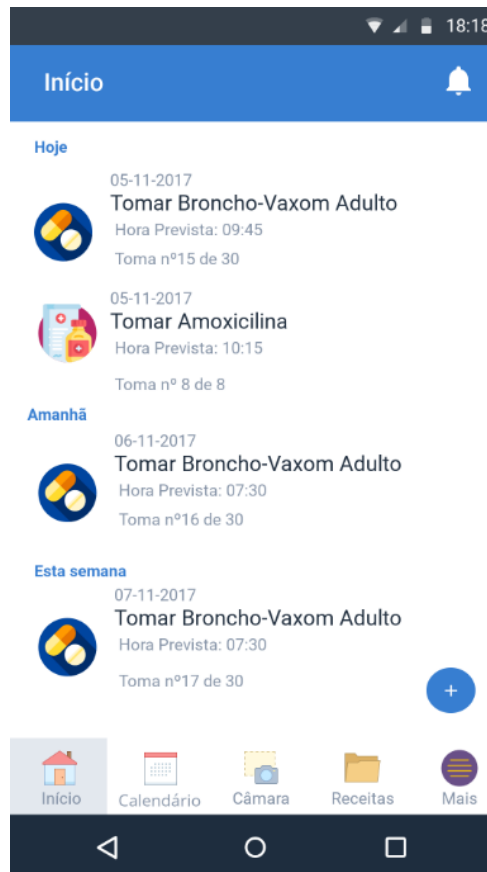 18:18
Início
Hoje
05-11-2017
Tomar Broncho-Vaxom Adulto
Hora Prevista: 09:45
Toma nº15 de 30
05-11-2017
Tomar Amoxicilina
Hora Prevista: 10:15
Toma nº 8 de 8
Amanhã
06-11-2017
Tomar Broncho-Vaxom Adulto
Hora Prevista: 07:30
Toma nº16 de 30
Esta semana
07-11-2017
Tomar Broncho-Vaxom Adulto
Hora Prevista: 07:30
Toma nº17 de 30
+
Início Calendário Câmara Receitas Mais